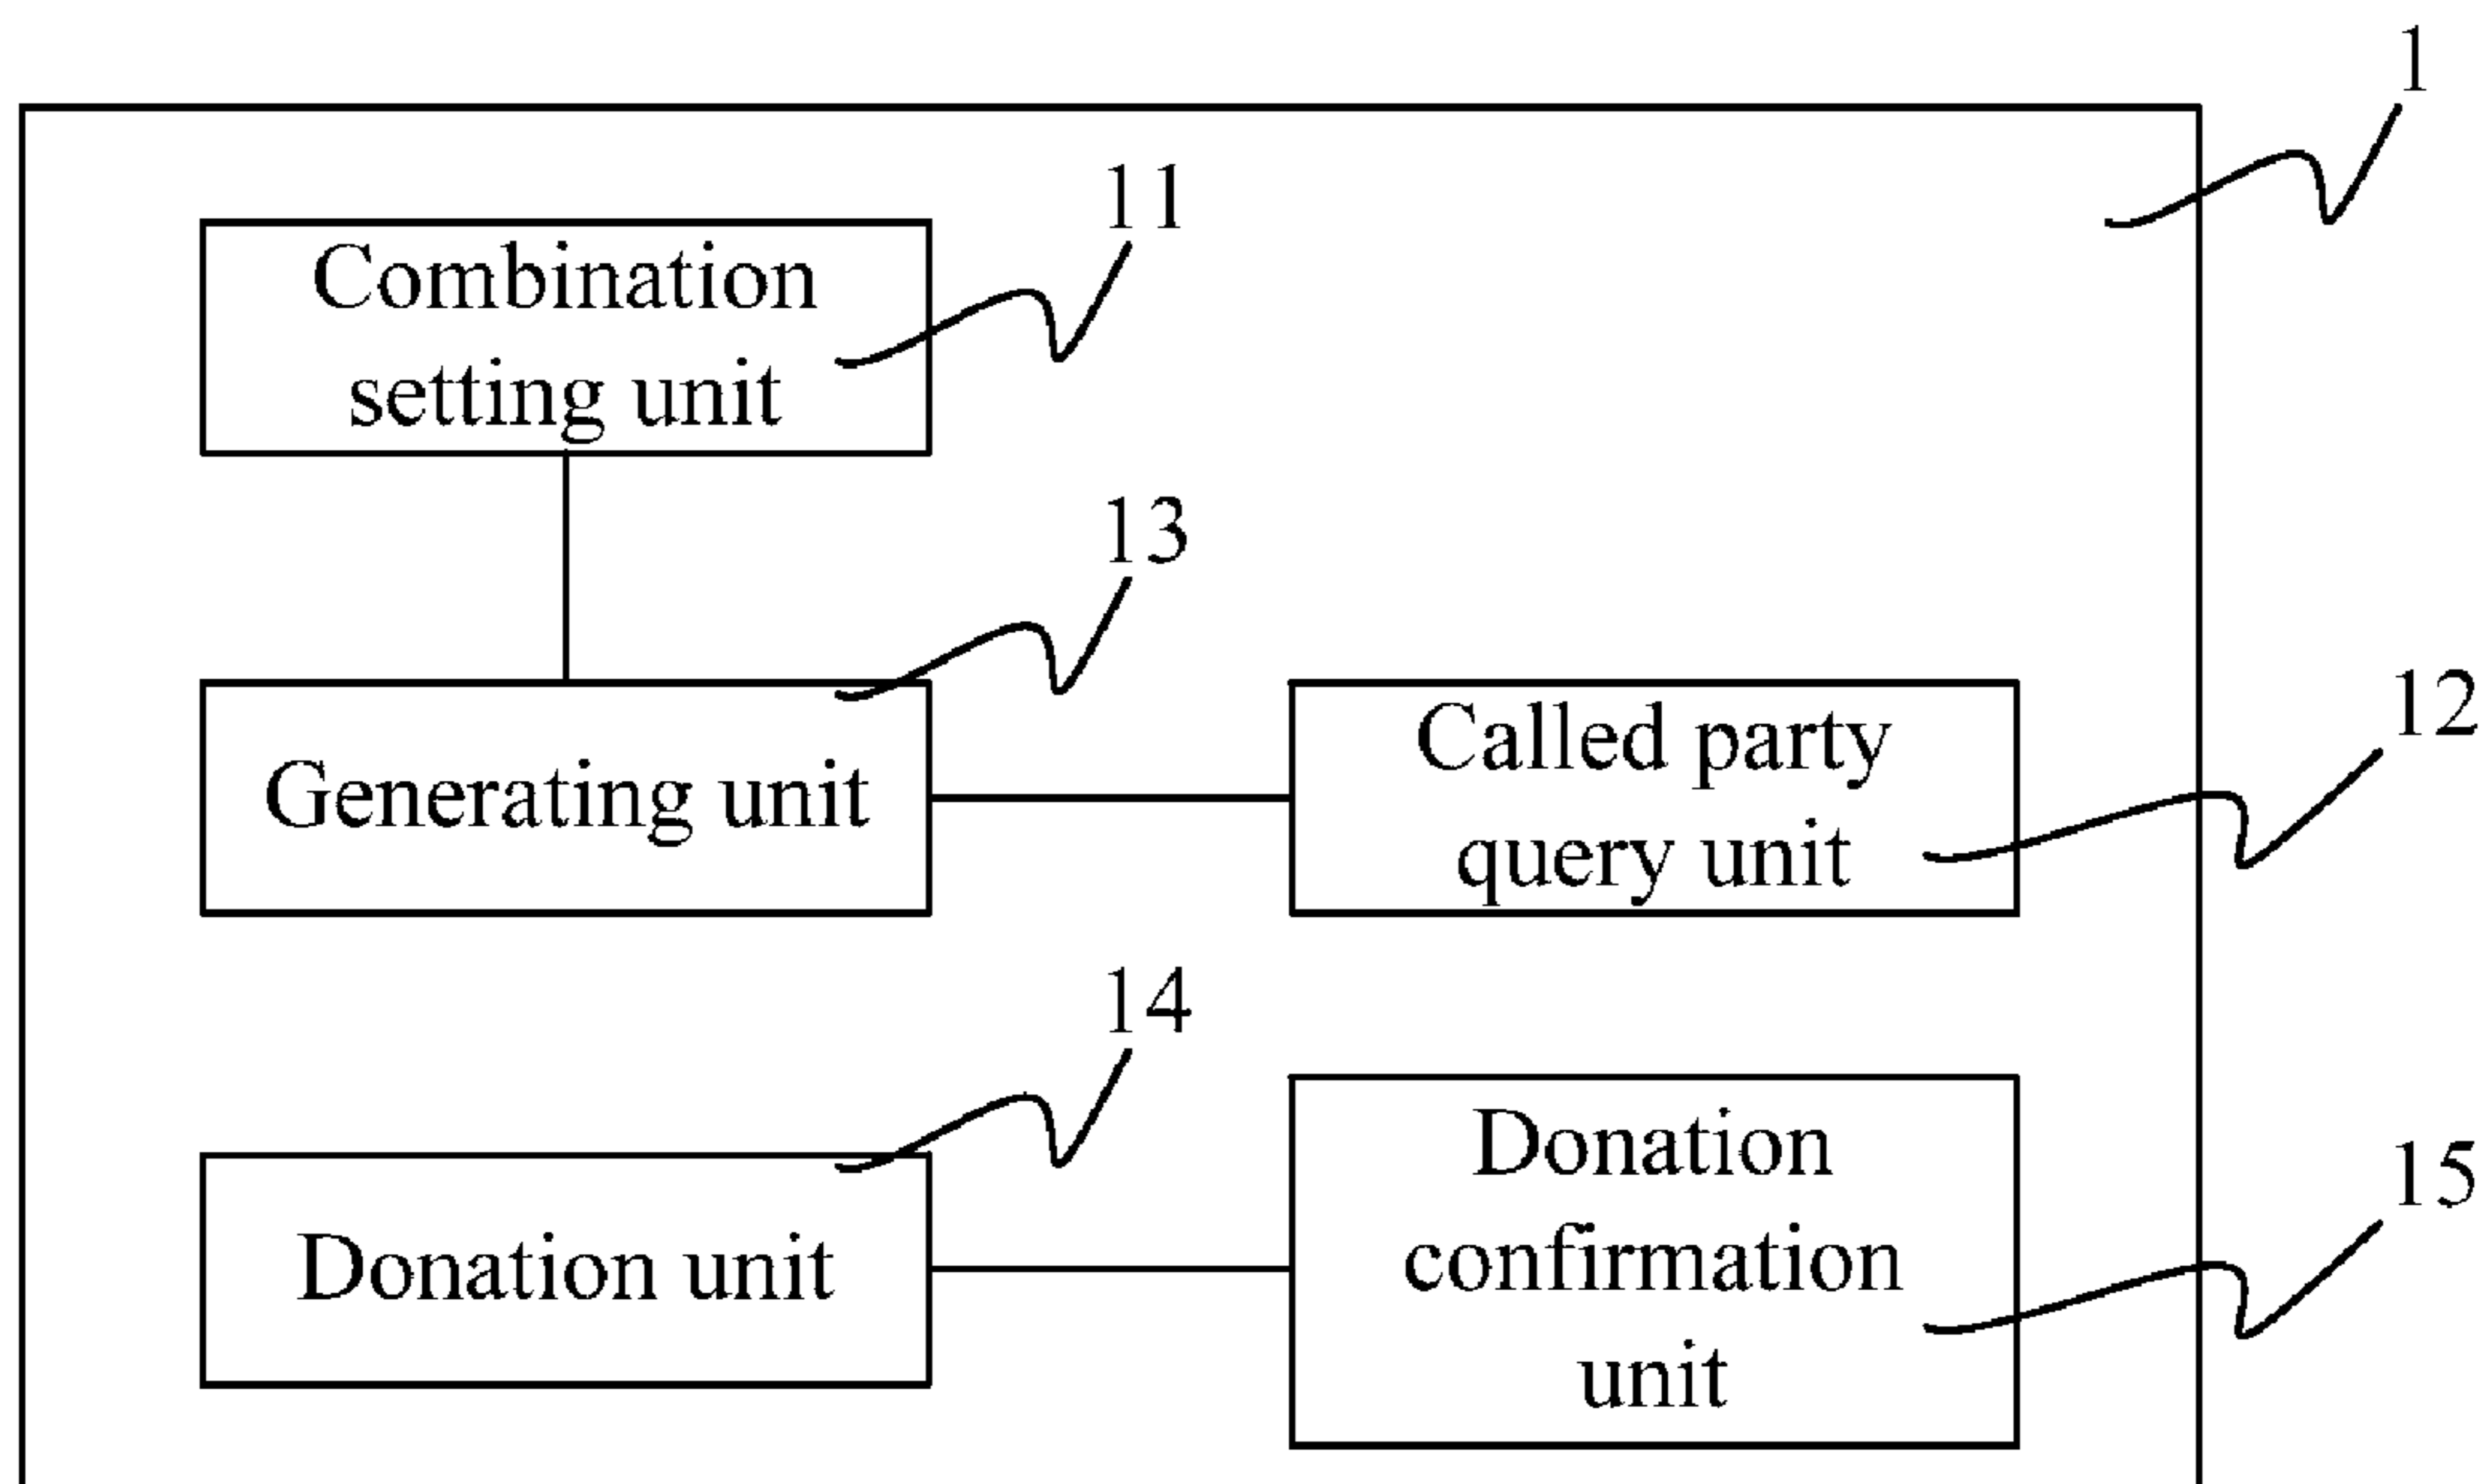 1
11
Combination
setting unit
13
Generating unit
Called party
query unit
12
14
Donation unit
Donation
confirmation
unit
15